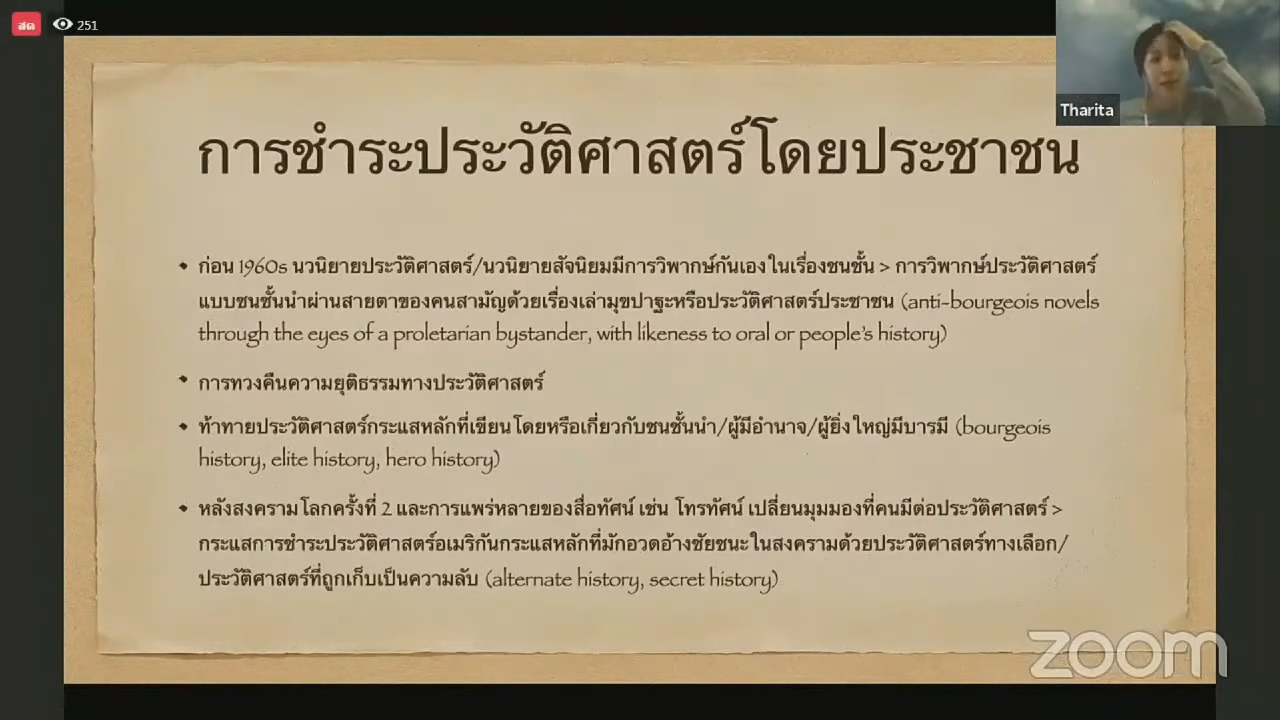 สด
251
Tharita
การชำระประวัติศาสตร์โดยประชาชน
• ก่อน 1960s นวนิยายประวัติศาสตร์/นวนิยายสัจนิยมมีการวิพากษ์กันเองในเรื่องชนชั้น > การวิพากษ์ประวัติศาสตร์
แบบชนชั้นนำผ่านสายตาของคนสามัญด้วยเรื่องเล่ามุขปาฐะหรือประวัติศาสตร์ประชาชน (anti-bourgeois novels
through the eyes of a proletarian bystander, with likeness to oral or people's history)
• การทวงคืนความยุติธรรมทางประวัติศาสตร์
• ท้าทายประวัติศาสตร์กระแสหลักที่เขียนโดยหรือเกี่ยวกับชนชั้นนำ/ผู้มีอำนาจ/ผู้ยิ่งใหญ่มีบารมี (bourgeois
history, elite history, hero history)
• หลังสงครามโลกครั้งที่ 2 และการแพร่หลายของสื่อทัศน์ เช่น โทรทัศน์ เปลี่ยนมุมมองที่คนมีต่อประวัติศาสตร์ >
กระแสการชำระประวัติศาสตร์อเมริกันกระแสหลักที่มักอวดอ้างชัยชนะในสงครามด้วยประวัติศาสตร์ทางเลือก/
ประวัติศาสตร์ที่ถูกเก็บเป็นความลับ (alternate history, secret history)
zoom